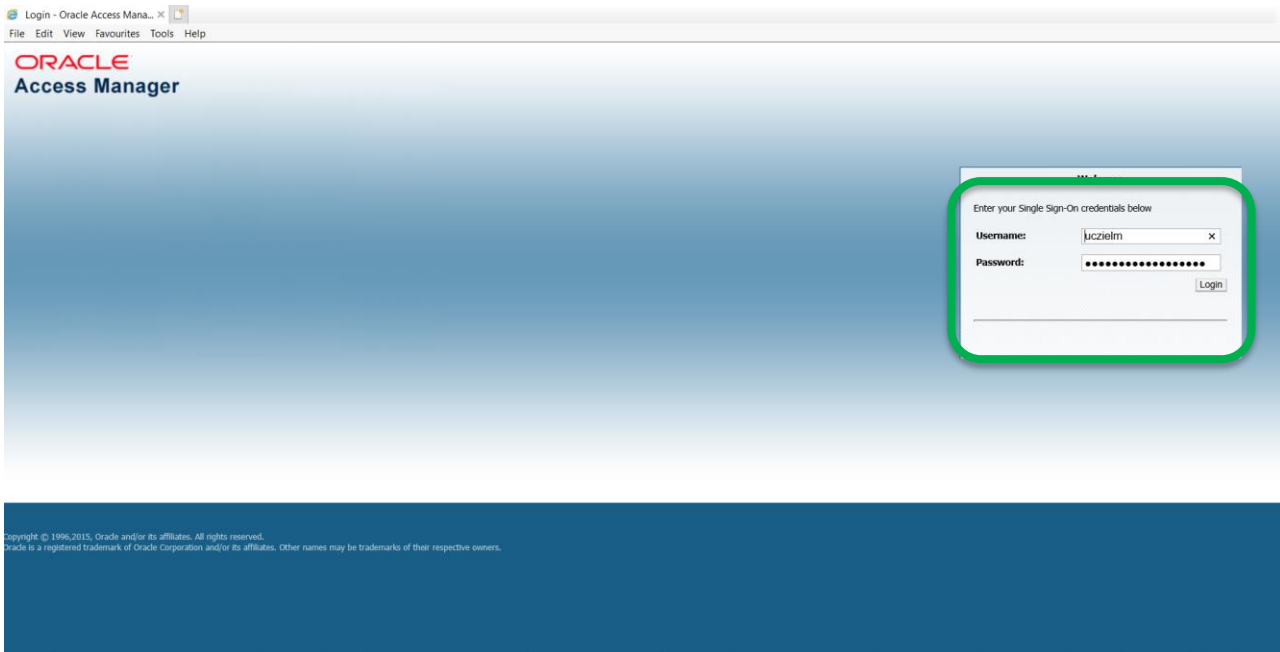 Login - Oracle Access Mana...
File Edit View Favourites Tools Help
ORACLE
Access Manager
Enter your Single Sign-On credentials below
Username: uczielm
Password:
Login
Copyright © 1996,2015, Oracle and/or its affiliates. All rights reserved.
Oracle is a registered trademark of Oracle Corporation and/or its affiliates. Other names may be trademarks of their respective owners.